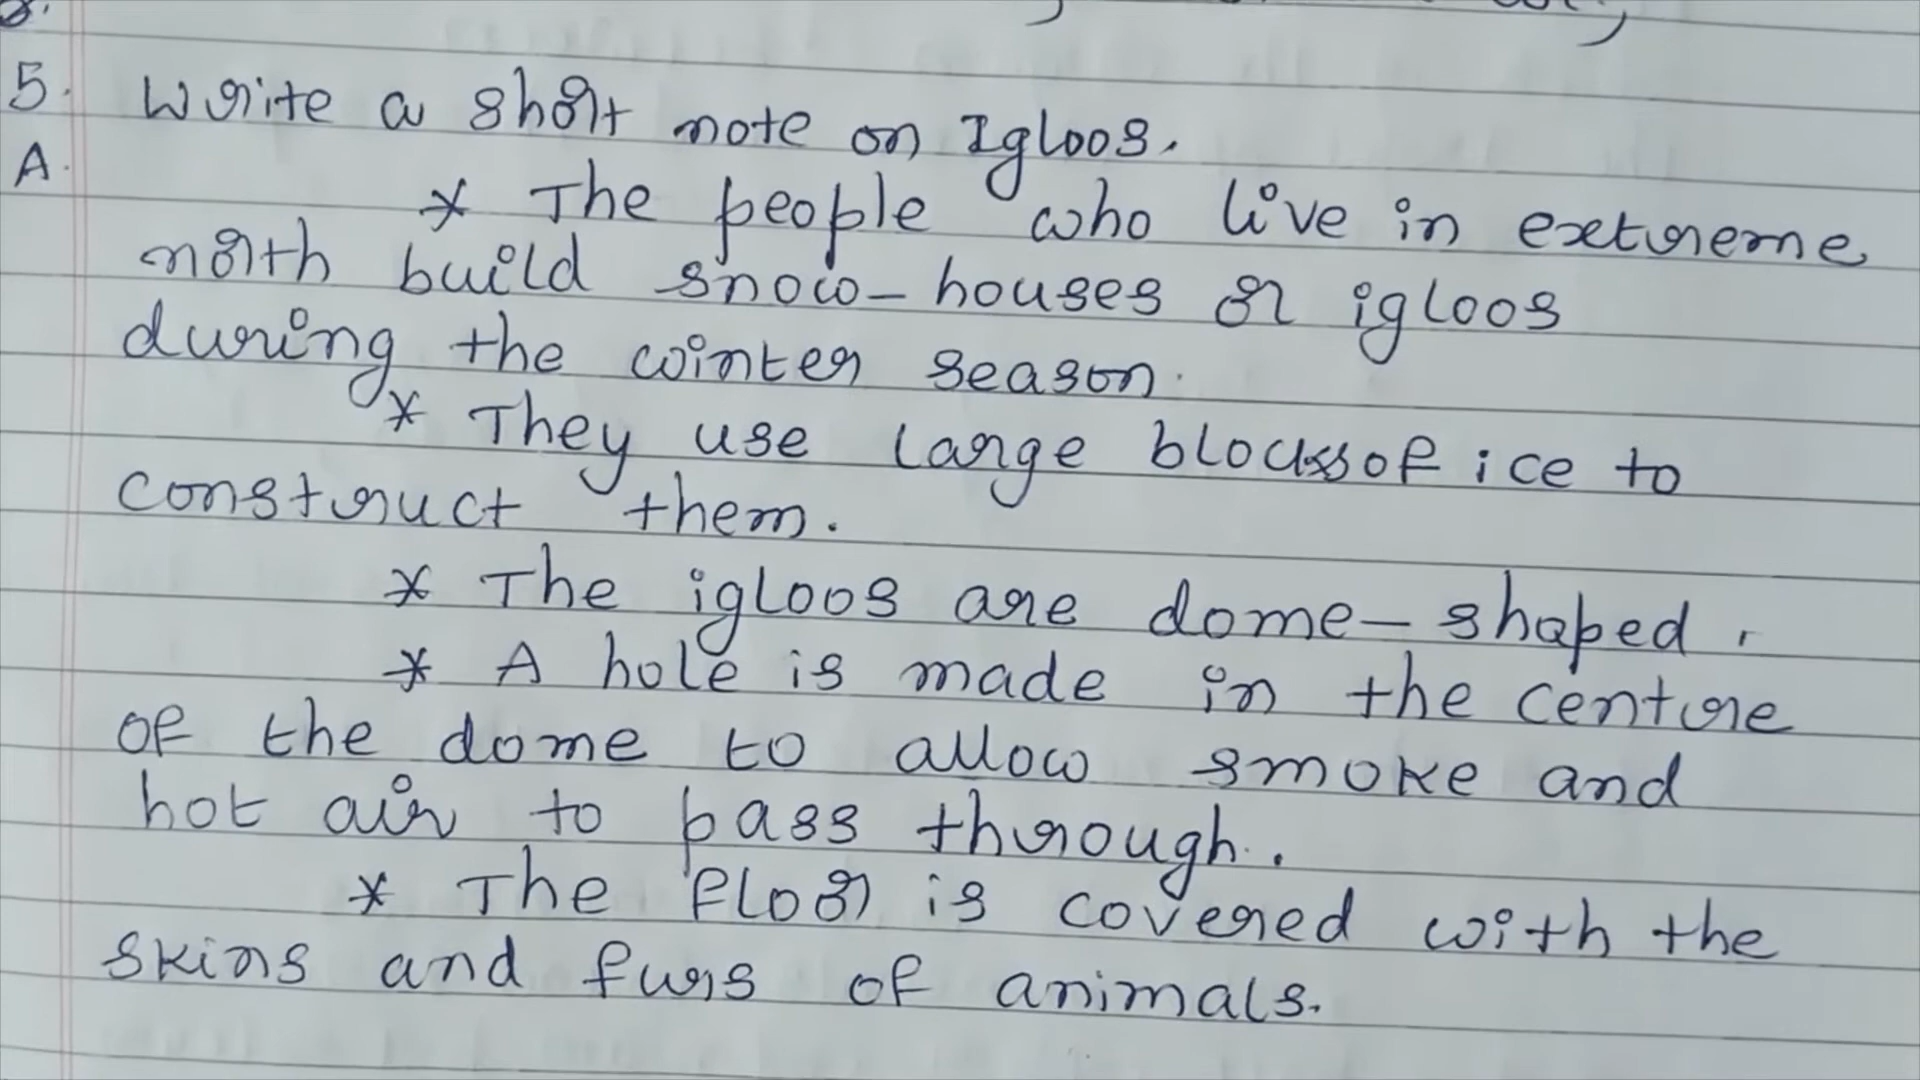 5. Write a short note on Igloos.
A.
* The people who live in extreme
north build snow-houses or igloos
during the winter season.
* They use large blocks of ice to
construct them.
* The igloos are dome-shaped.
* A hole is made in the centre
of the dome to allow smoke and
hot air to pass through.
* The floor is covered with the
skins and furs of animals.